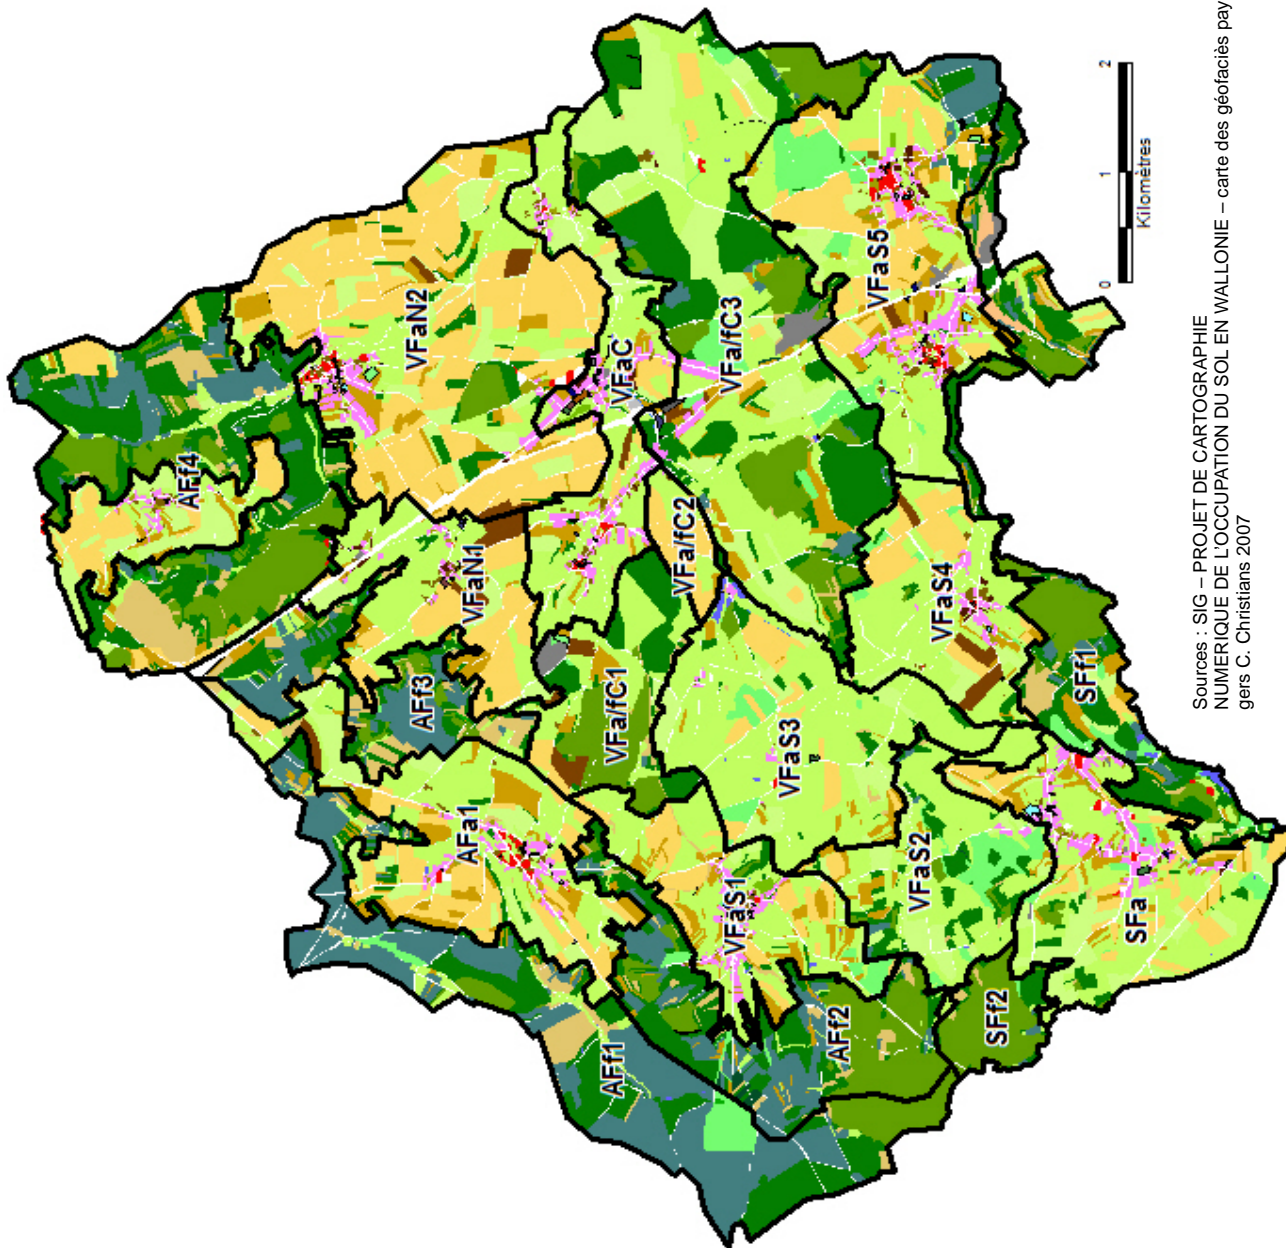 AFf4
VFaN2
VFaN1
AFf3
AFa1
VFaC
VFa/fC3
VFa/fC2
VFa/fC1
VFaS5
VFaS4
VFaS3
VFaS2
VFaS1
AFf1
AFf2
SFf1
SFf2
SFa
0 1 2
Kilomètres
Sources : SIG – PROJET DE CARTOGRAPHIE
NUMERIQUE DE L'OCCUPATION DU SOL EN WALLONIE – carte des géofaciès pay
gers C. Christians 2007